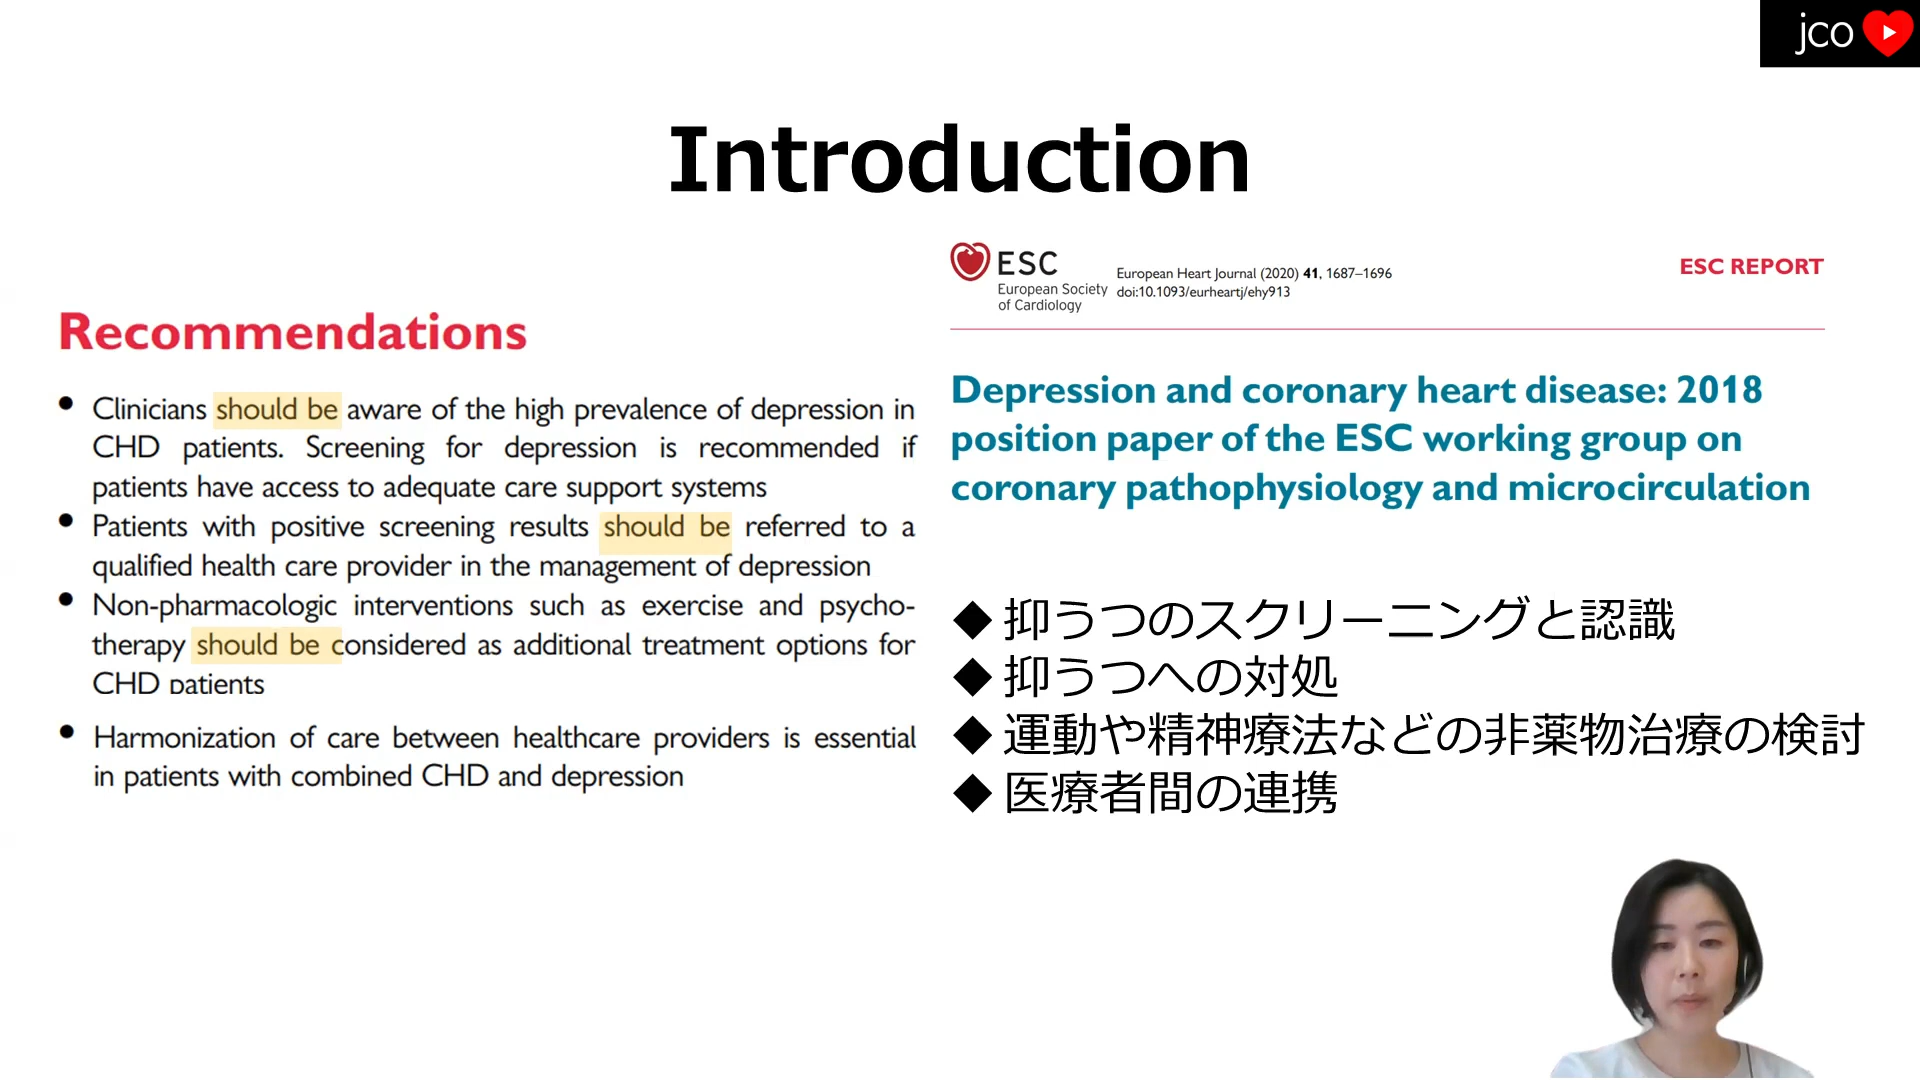 jco
Introduction
Recommendations
• Clinicians should be aware of the high prevalence of depression in
CHD patients. Screening for depression is recommended if
patients have access to adequate care support systems
• Patients with positive screening results should be referred to a
qualified health care provider in the management of depression
• Non-pharmacologic interventions such as exercise and psycho-
therapy should be considered as additional treatment options for
CHD patients
• Harmonization of care between healthcare providers is essential
in patients with combined CHD and depression
ESC
European Society
of Cardiology
European Heart Journal (2020) 41, 1687–1696
doi:10.1093/eurheartj/ehy913
ESC REPORT
Depression and coronary heart disease: 2018
position paper of the ESC working group on
coronary pathophysiology and microcirculation
◆ 抑うつのスクリーニングと認識
◆ 抑うつへの対処
◆ 運動や精神療法などの非薬物治療の検討
◆ 医療者間の連携